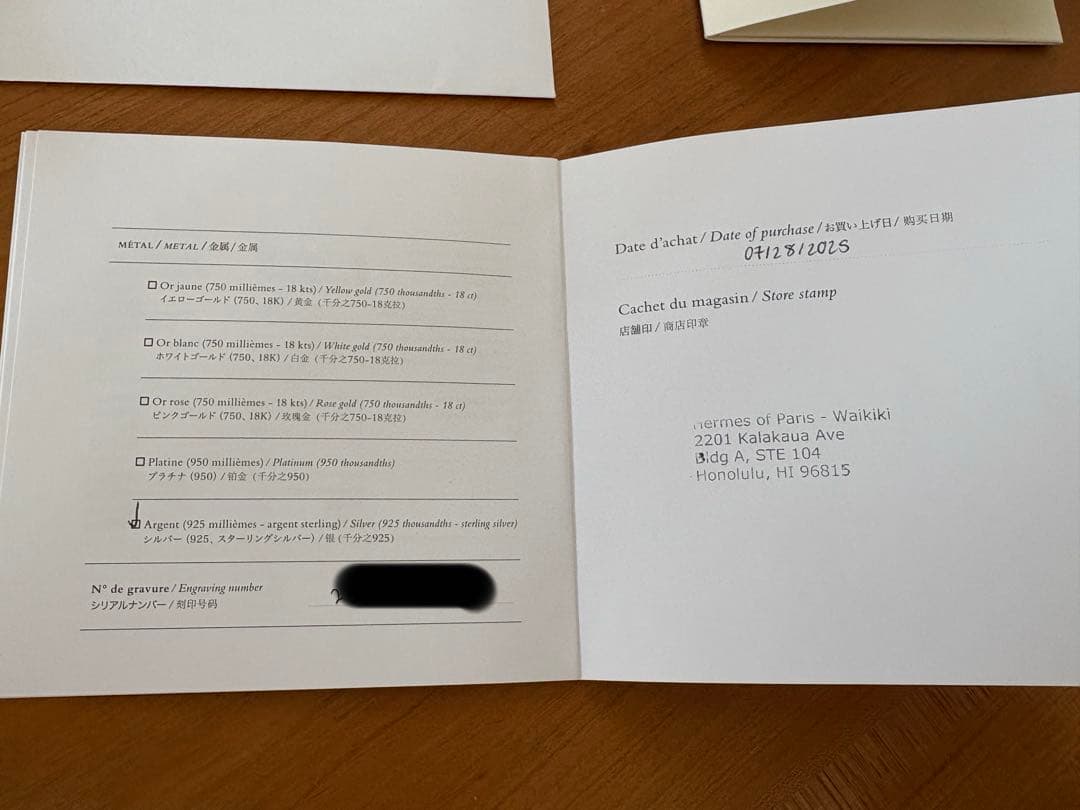 MÉTAL / METAL / 金属 / 金属
Or jaune (750 millièmes - 18 kts) / Yellow gold (750 thousandths - 18 ct)
イエローゴールド (750、18K) / 黄金 (千分之750-18克拉)
Or blanc (750 millièmes - 18 kts) / White gold (750 thousandths - 18 ct)
ホワイトゴールド (750、18K) / 白金 (千分之750-18克拉)
Or rose (750 millièmes - 18 kts) / Rose gold (750 thousandths - 18 ct)
ピンクゴールド (750、18K) / 玫瑰金 (千分之750-18克拉)
Platine (950 millièmes) / Platinum (950 thousandths)
プラチナ (950) / 铂金 (千分之950)
Argent (925 millièmes - argent sterling) / Silver (925 thousandths - sterling silver)
シルバー (925、スターリングシルバー) / 银 (千分之925)
N° de gravure / Engraving number
シリアルナンバー / 刻印号码
Date d'achat / Date of purchase / お買い上げ日 / 购买日期
07/28/2025
Cachet du magasin / Store stamp
店舗印 / 商店印章
Hermes of Paris - Waikiki
2201 Kalakaua Ave
Bldg A, STE 104
Honolulu, HI 96815